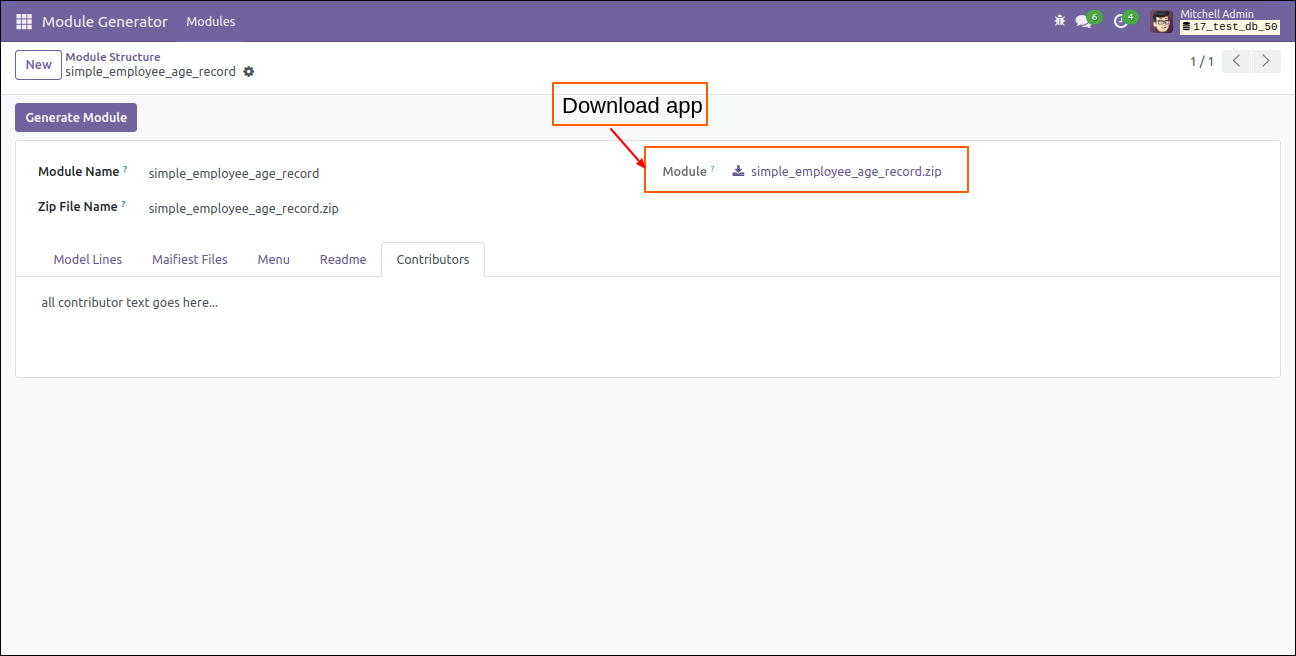 Module Generator Modules 6 4 Mitchell Admin
17_test_db_50
New Module Structure
simple_employee_age_record 1 / 1
Download app
Generate Module
Module Name ? simple_employee_age_record Module ? simple_employee_age_record.zip
Zip File Name ? simple_employee_age_record.zip
Model Lines Maifiest Files Menu Readme Contributors
all contributor text goes here...